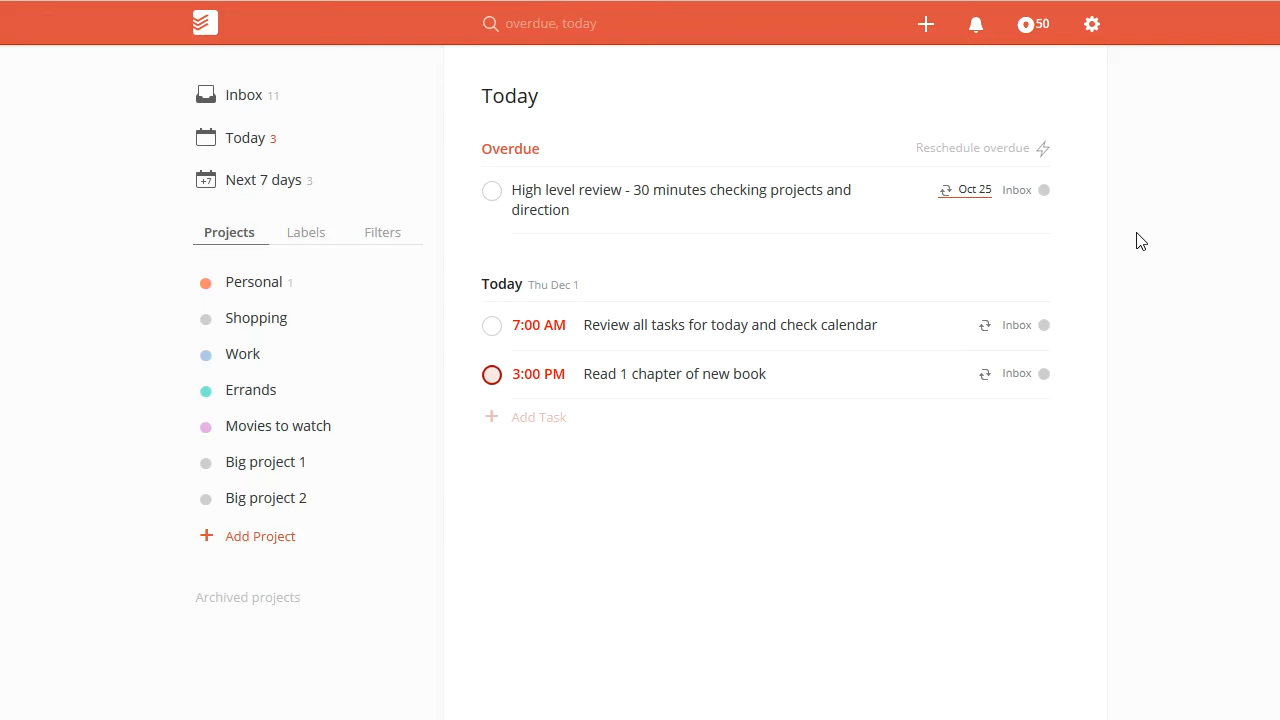 overdue, today
50
Inbox 11
Today 3
Next 7 days 3
+7
Projects Labels Filters
Personal 1
Shopping
Work
Errands
Movies to watch
Big project 1
Big project 2
+ Add Project
Archived projects
Today
Overdue Reschedule overdue
High level review - 30 minutes checking projects and Oct 25 Inbox
direction
Today Thu Dec 1
7:00 AM Review all tasks for today and check calendar Inbox
3:00 PM Read 1 chapter of new book Inbox
+ Add Task